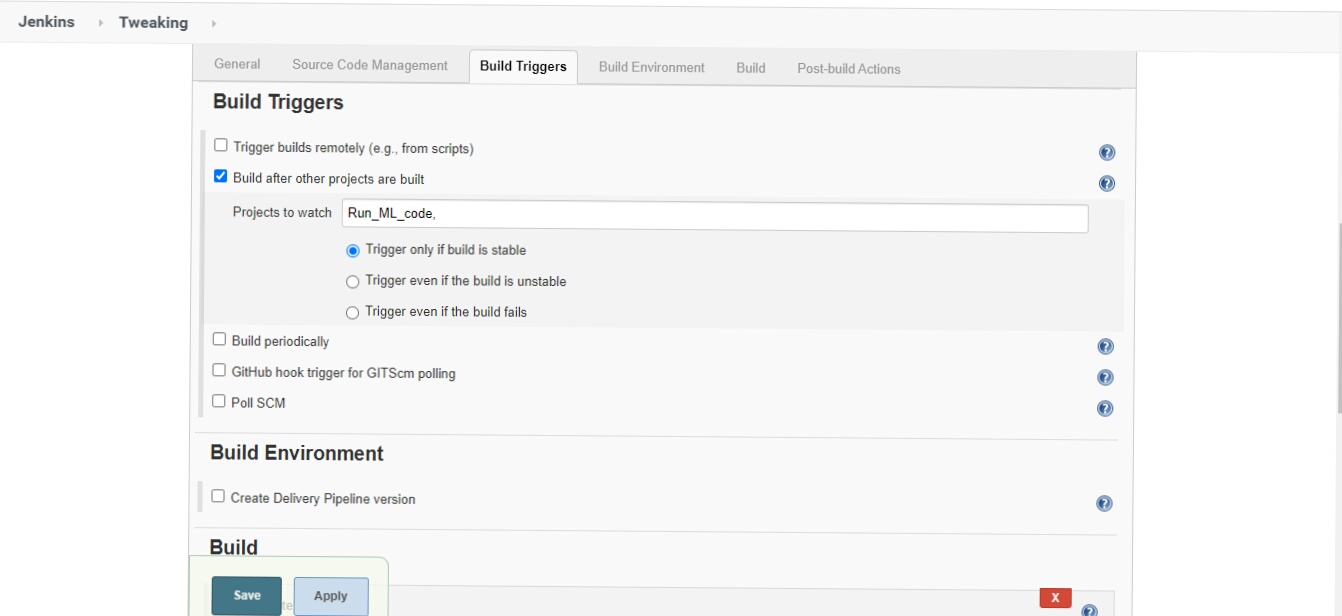 Jenkins › Tweaking ›
General Source Code Management Build Triggers Build Environment Build Post-build Actions
Build Triggers
Trigger builds remotely (e.g., from scripts)
Build after other projects are built
Projects to watch Run_ML_code,
Trigger only if build is stable
Trigger even if the build is unstable
Trigger even if the build fails
Build periodically
GitHub hook trigger for GITScm polling
Poll SCM
Build Environment
Create Delivery Pipeline version
Build
X
Save Apply